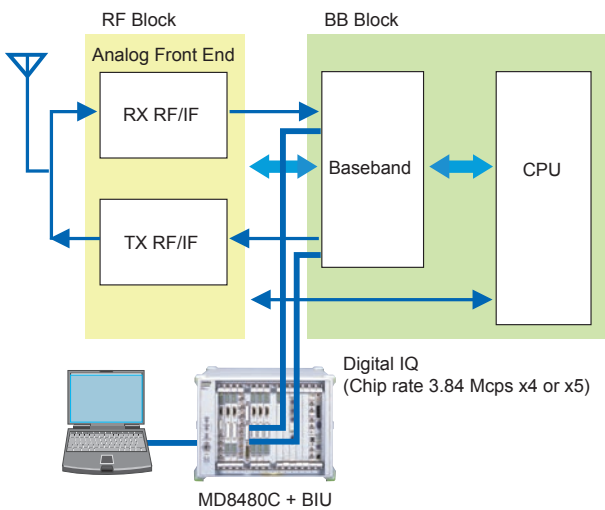 RF Block
BB Block
Analog Front End
RX RF/IF
Baseband
CPU
TX RF/IF
Digital IQ
(Chip rate 3.84 Mcps x4 or x5)
MD8480C + BIU